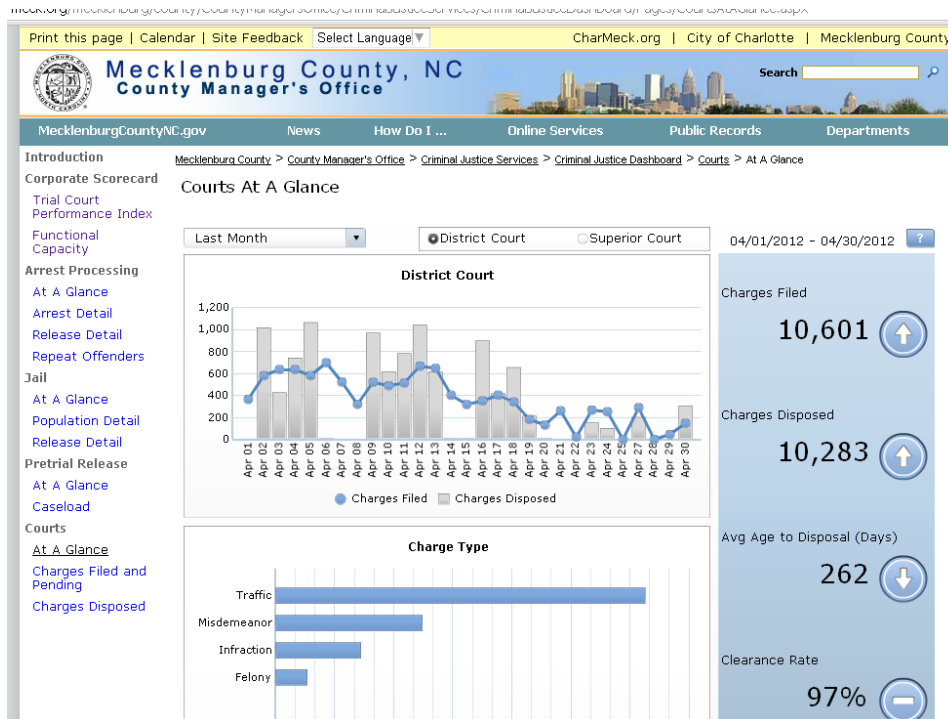 meck.org/mecklenburg/county/CountyManagersOffice/CriminalJusticeServices/CriminalJusticeDashboard/Pages/CourtsAtAGlance.aspx
Print this page | Calendar | Site Feedback Select Language ▼ CharMeck.org | City of Charlotte | Mecklenburg County
Mecklenburg County, NC
County Manager's Office
Search
MecklenburgCountyNC.gov News How Do I ... Online Services Public Records Departments
Mecklenburg County > County Manager's Office > Criminal Justice Services > Criminal Justice Dashboard > Courts > At A Glance
Introduction
Corporate Scorecard
Trial Court
Performance Index
Functional
Capacity
Arrest Processing
At A Glance
Arrest Detail
Release Detail
Repeat Offenders
Jail
At A Glance
Population Detail
Release Detail
Pretrial Release
At A Glance
Caseload
Courts
At A Glance
Charges Filed and
Pending
Charges Disposed
Courts At A Glance
Last Month District Court Superior Court 04/01/2012 - 04/30/2012 ?
District Court
1,200
1,000
800
600
400
200
0
Apr 01 Apr 02 Apr 03 Apr 04 Apr 05 Apr 06 Apr 07 Apr 08 Apr 09 Apr 10 Apr 11 Apr 12 Apr 13 Apr 14 Apr 15 Apr 16 Apr 17 Apr 18 Apr 19 Apr 20 Apr 21 Apr 22 Apr 23 Apr 24 Apr 25 Apr 27 Apr 28 Apr 29 Apr 30
Charges Filed Charges Disposed
Charge Type
Traffic
Misdemeanor
Infraction
Felony
Charges Filed
10,601
Charges Disposed
10,283
Avg Age to Disposal (Days)
262
Clearance Rate
97%